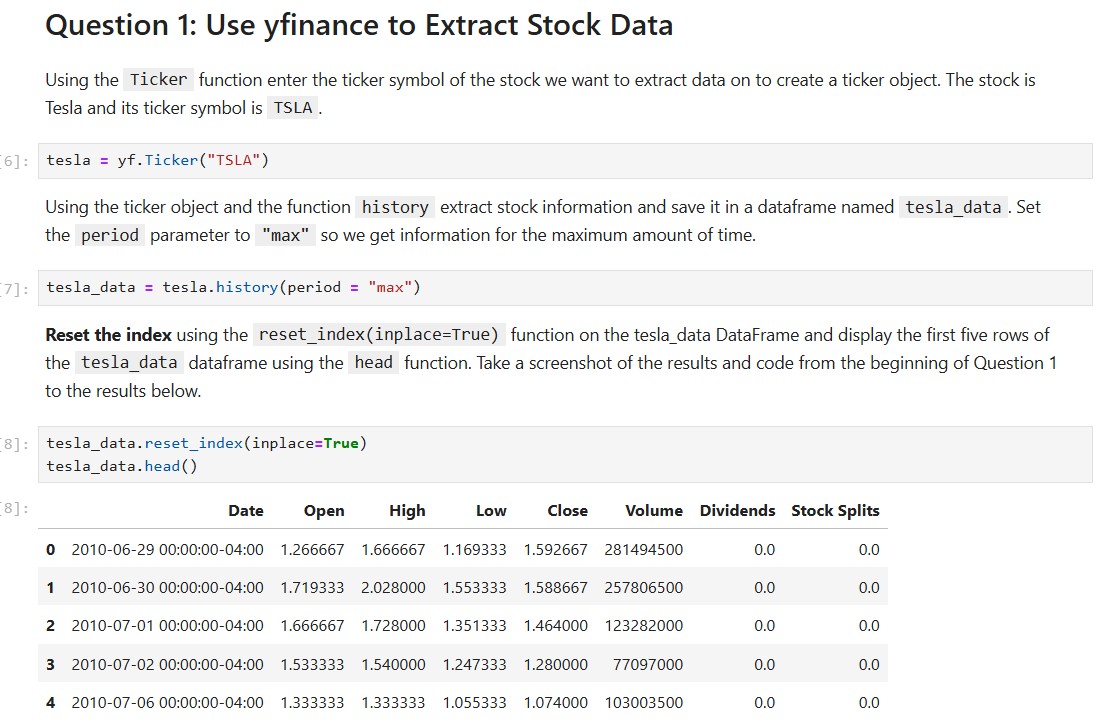 Question 1: Use yfinance to Extract Stock Data
Using the Ticker function enter the ticker symbol of the stock we want to extract data on to create a ticker object. The stock is
Tesla and its ticker symbol is TSLA .
[6]: tesla = yf.Ticker("TSLA")
Using the ticker object and the function history extract stock information and save it in a dataframe named tesla_data . Set
the period parameter to "max" so we get information for the maximum amount of time.
[7]: tesla_data = tesla.history(period = "max")
Reset the index using the reset_index(inplace=True) function on the tesla_data DataFrame and display the first five rows of
the tesla_data dataframe using the head function. Take a screenshot of the results and code from the beginning of Question 1
to the results below.
[8]: tesla_data.reset_index(inplace=True)
tesla_data.head()
[8]: Date Open High Low Close Volume Dividends Stock Splits
0 2010-06-29 00:00:00-04:00 1.266667 1.666667 1.169333 1.592667 281494500 0.0 0.0
1 2010-06-30 00:00:00-04:00 1.719333 2.028000 1.553333 1.588667 257806500 0.0 0.0
2 2010-07-01 00:00:00-04:00 1.666667 1.728000 1.351333 1.464000 123282000 0.0 0.0
3 2010-07-02 00:00:00-04:00 1.533333 1.540000 1.247333 1.280000 77097000 0.0 0.0
4 2010-07-06 00:00:00-04:00 1.333333 1.333333 1.055333 1.074000 103003500 0.0 0.0